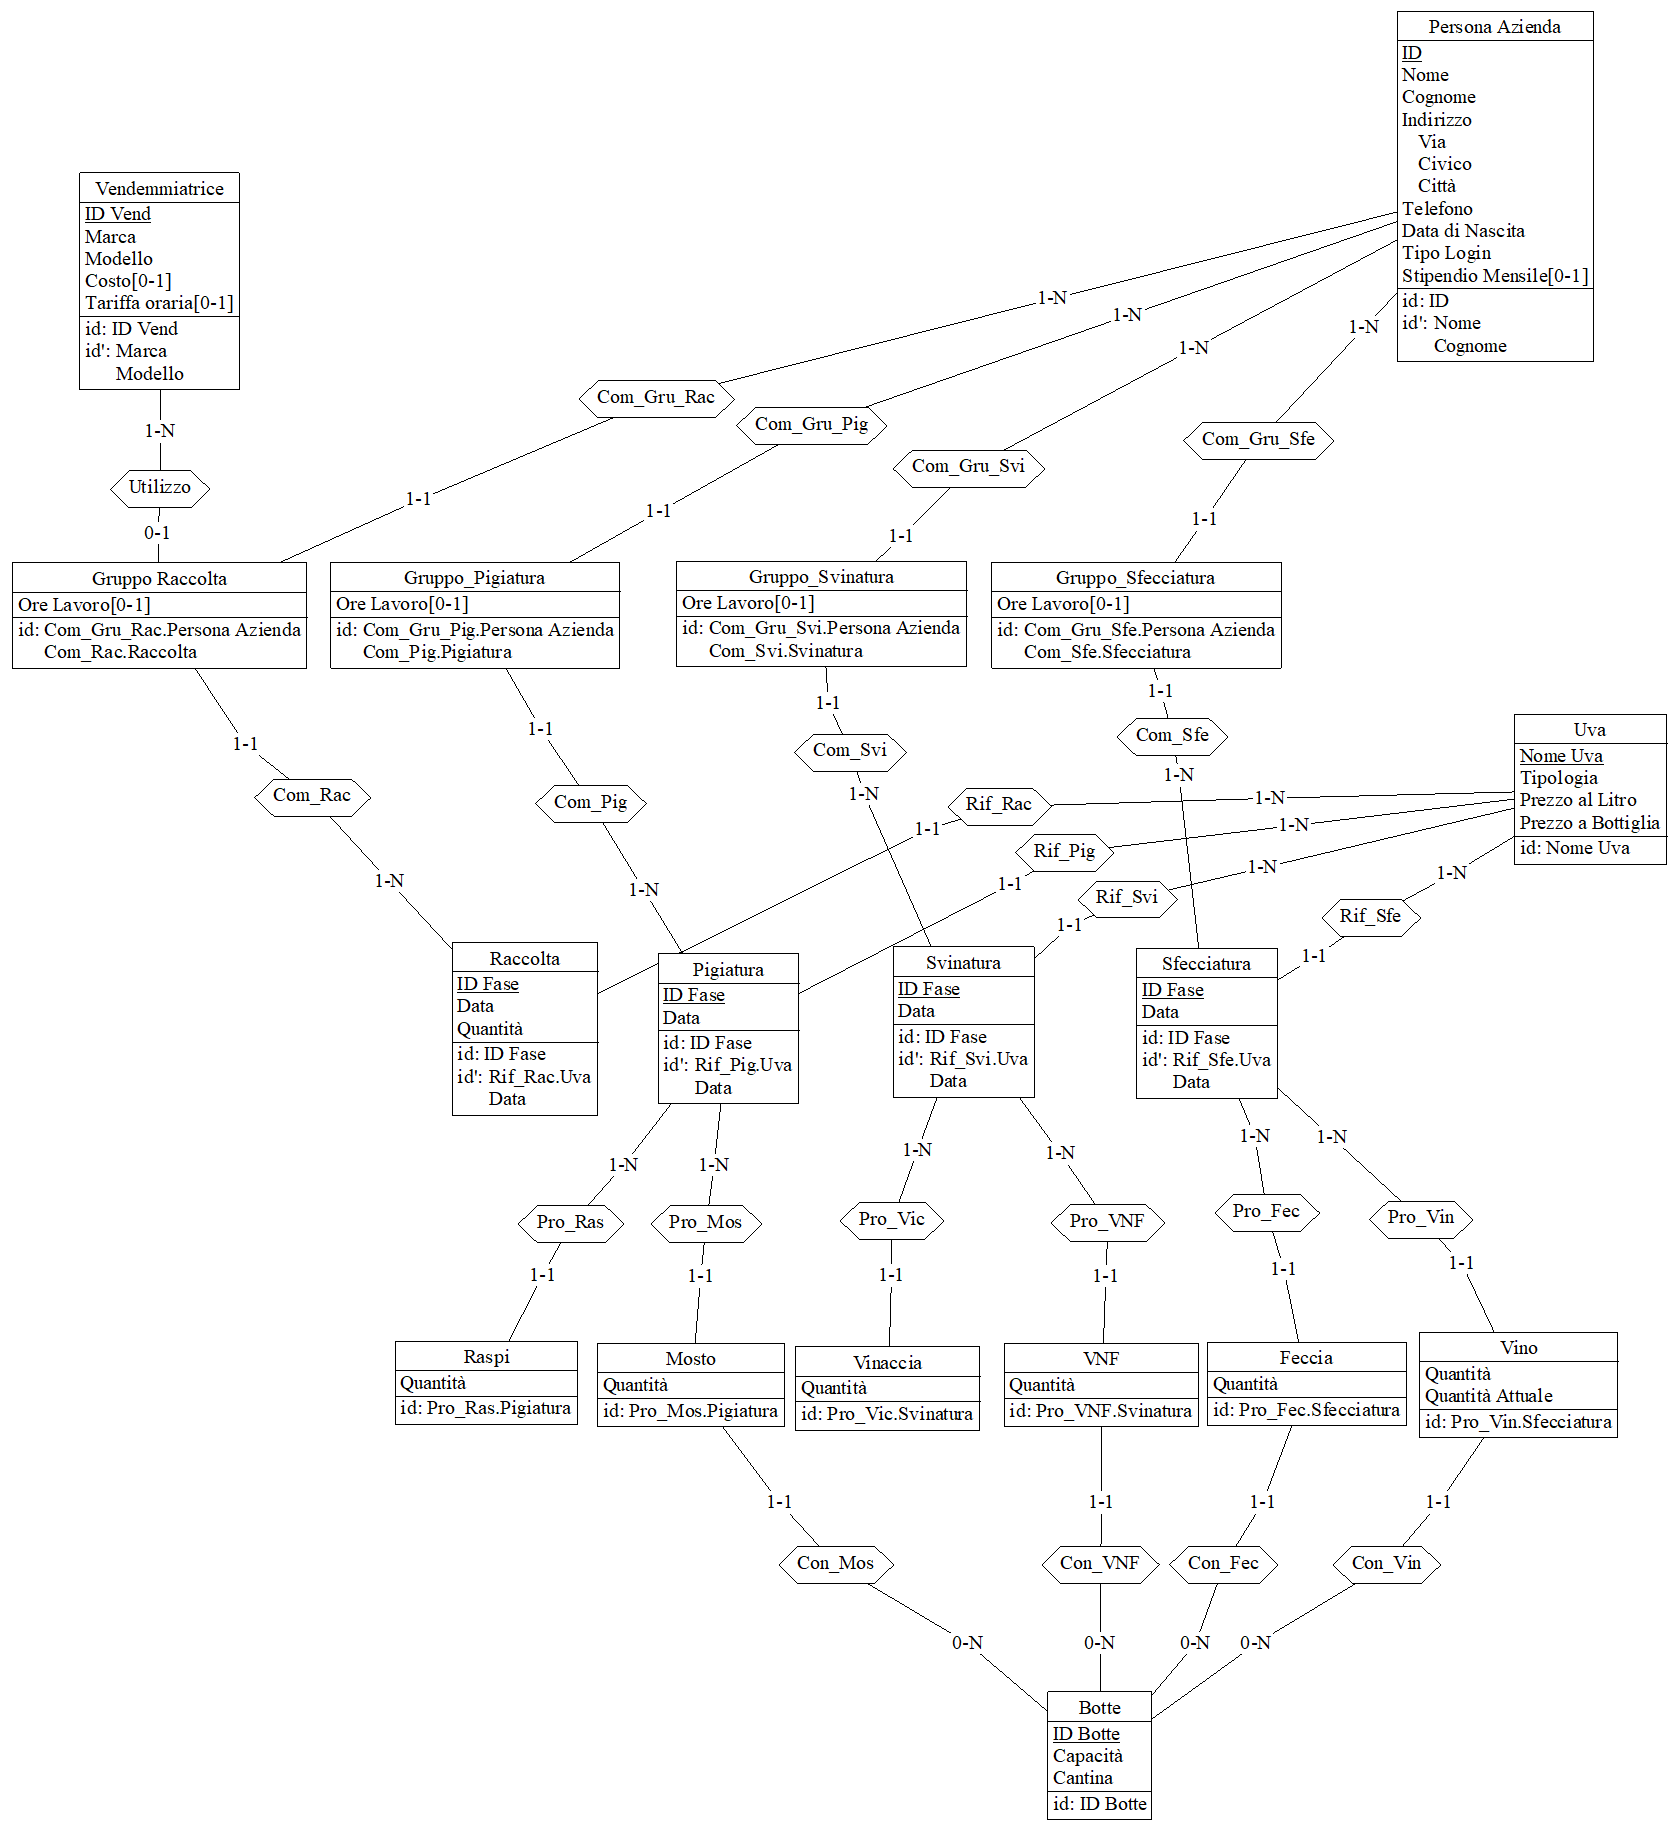 Persona Azienda
ID
Nome
Cognome
Indirizzo
Via
Civico
Città
Telefono
Data di Nascita
Tipo Login
Stipendio Mensile[0-1]
id: ID
id': Nome
Cognome
Vendemmiatrice
ID Vend
Marca
Modello
Costo[0-1]
Tariffa oraria[0-1]
id: ID Vend
id': Marca
Modello
1-N
1-N
1-N
1-N
Com_Gru_Rac
Com_Gru_Pig
Com_Gru_Svi
Com_Gru_Sfe
1-N
Utilizzo
0-1
1-1
1-1
1-1
1-1
Gruppo Raccolta
Ore Lavoro[0-1]
id: Com_Gru_Rac.Persona Azienda
Com_Rac.Raccolta
Gruppo_Pigiatura
Ore Lavoro[0-1]
id: Com_Gru_Pig.Persona Azienda
Com_Pig.Pigiatura
Gruppo_Svinatura
Ore Lavoro[0-1]
id: Com_Gru_Svi.Persona Azienda
Com_Svi.Svinatura
Gruppo_Sfecciatura
Ore Lavoro[0-1]
id: Com_Gru_Sfe.Persona Azienda
Com_Sfe.Sfecciatura
1-1
1-1
1-1
1-1
Com_Rac
Com_Pig
Com_Svi
Com_Sfe
1-N
1-N
1-N
1-N
Uva
Nome Uva
Tipologia
Prezzo al Litro
Prezzo a Bottiglia
id: Nome Uva
Rif_Rac
1-N
1-1
Rif_Pig
1-N
1-1
Rif_Svi
1-N
1-1
Rif_Sfe
1-N
1-1
Raccolta
ID Fase
Data
Quantità
id: ID Fase
id': Rif_Rac.Uva
Data
Pigiatura
ID Fase
Data
id: ID Fase
id': Rif_Pig.Uva
Data
Svinatura
ID Fase
Data
id: ID Fase
id': Rif_Svi.Uva
Data
Sfecciatura
ID Fase
Data
id: ID Fase
id': Rif_Sfe.Uva
Data
1-N
1-N
1-N
1-N
1-N
1-N
Pro_Ras
Pro_Mos
Pro_Vic
Pro_VNF
Pro_Fec
Pro_Vin
1-1
1-1
1-1
1-1
1-1
1-1
Raspi
Quantità
id: Pro_Ras.Pigiatura
Mosto
Quantità
id: Pro_Mos.Pigiatura
Vinaccia
Quantità
id: Pro_Vic.Svinatura
VNF
Quantità
id: Pro_VNF.Svinatura
Feccia
Quantità
id: Pro_Fec.Sfecciatura
Vino
Quantità
Quantità Attuale
id: Pro_Vin.Sfecciatura
1-1
1-1
1-1
1-1
Con_Mos
Con_VNF
Con_Fec
Con_Vin
0-N
0-N
0-N
0-N
Botte
ID Botte
Capacità
Cantina
id: ID Botte